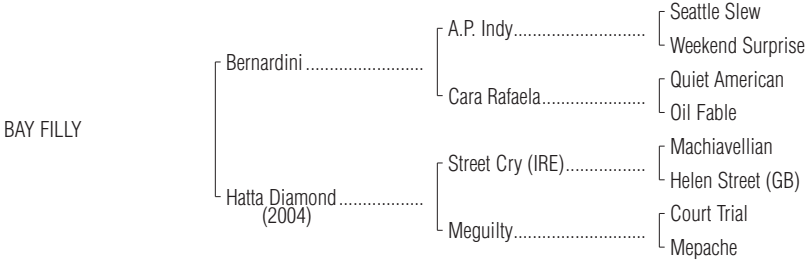 Seattle Slew
A.P. Indy..............................
Weekend Surprise
Bernardini.........................
Quiet American
Cara Rafaela......................
Oil Fable
BAY FILLY
Machiavellian
Street Cry (IRE).................
Helen Street (GB)
Hatta Diamond..................
(2004)
Court Trial
Meguilty............................
Mepache